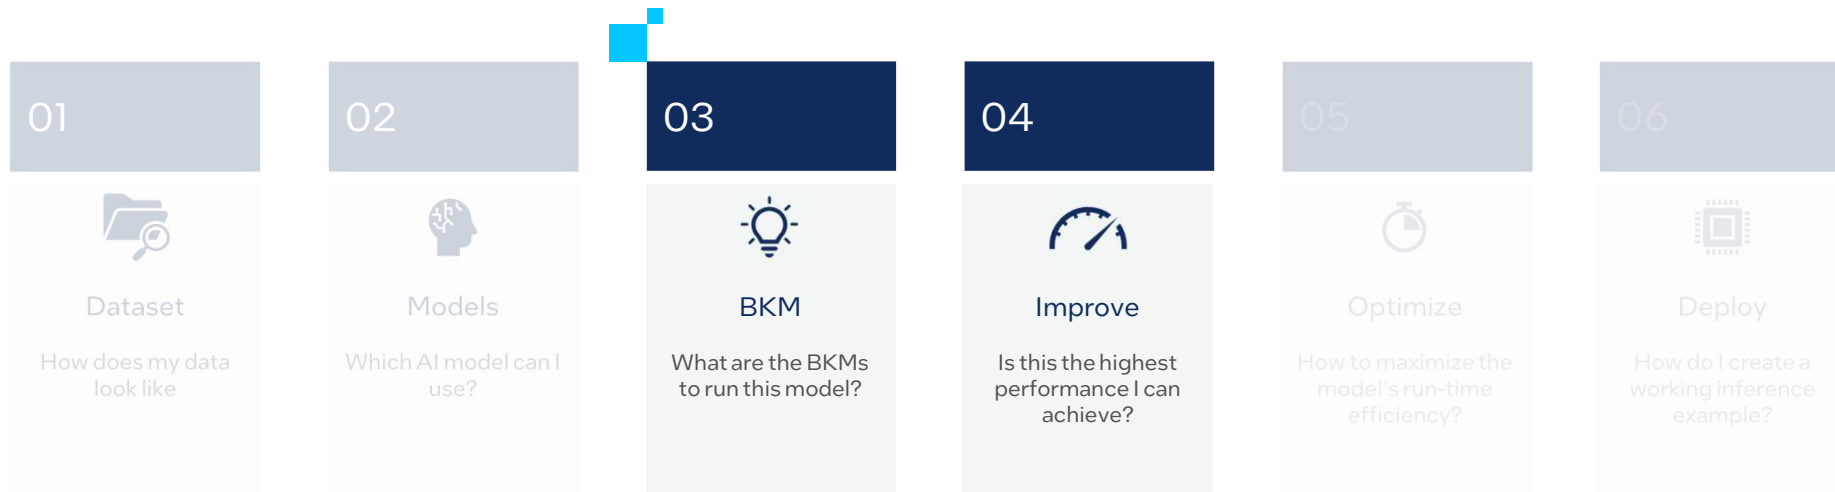 01
Dataset
How does my data
look like
02
Models
Which AI model can I
use?
03
BKM
What are the BKMs
to run this model?
04
Improve
Is this the highest
performance I can
achieve?
05
Optimize
How to maximize the
model's run-time
efficiency?
06
Deploy
How do I create a
working inference
example?